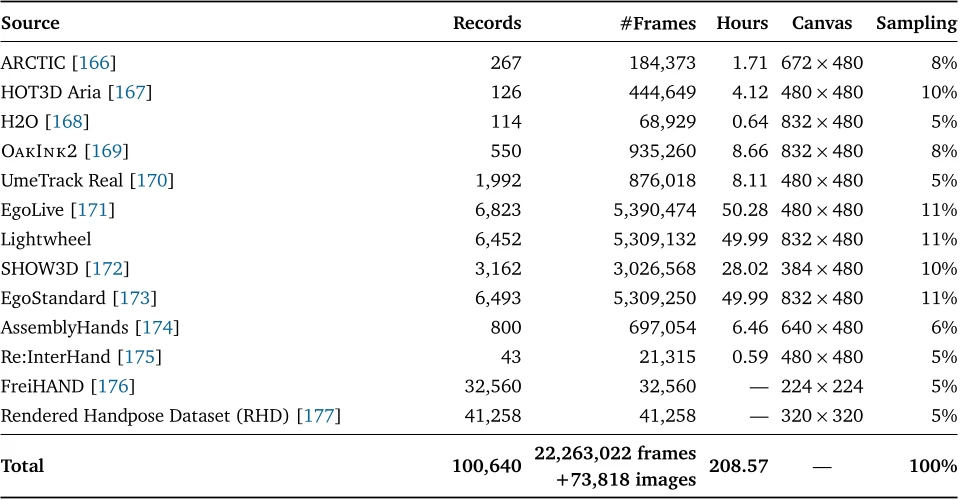 Source Records #Frames Hours Canvas Sampling
ARCTIC [166] 267 184,373 1.71 672 × 480 8%
HOT3D Aria [167] 126 444,649 4.12 480 × 480 10%
H2O [168] 114 68,929 0.64 832 × 480 5%
OakInk2 [169] 550 935,260 8.66 832 × 480 8%
UmeTrack Real [170] 1,992 876,018 8.11 480 × 480 5%
EgoLive [171] 6,823 5,390,474 50.28 480 × 480 11%
Lightwheel 6,452 5,309,132 49.99 832 × 480 11%
SHOW3D [172] 3,162 3,026,568 28.02 384 × 480 10%
EgoStandard [173] 6,493 5,309,250 49.99 832 × 480 11%
AssemblyHands [174] 800 697,054 6.46 640 × 480 6%
Re:InterHand [175] 43 21,315 0.59 480 × 480 5%
FreiHAND [176] 32,560 32,560 — 224 × 224 5%
Rendered Handpose Dataset (RHD) [177] 41,258 41,258 — 320 × 320 5%
Total 100,640 22,263,022 frames 208.57 — 100%
+73,818 images